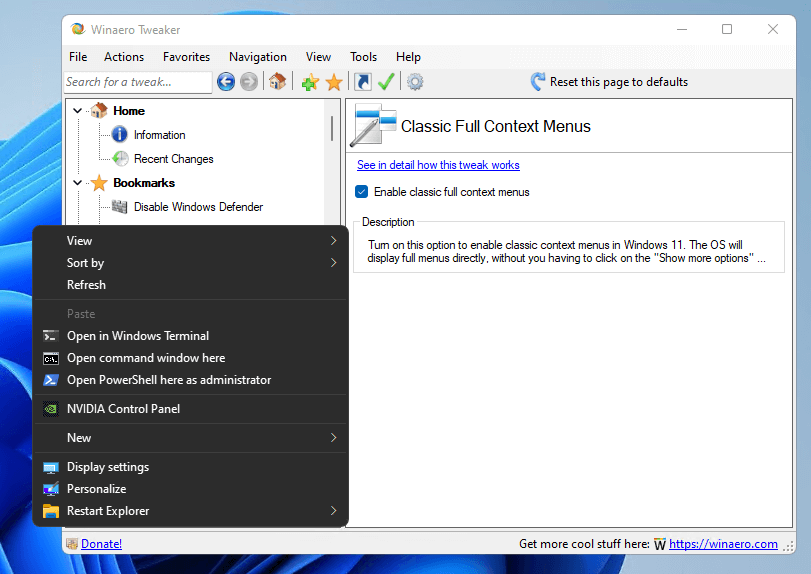 Winaero Tweaker
File Actions Favorites Navigation View Tools Help
Search for a tweak...
Reset this page to defaults
Home
Information
Recent Changes
Bookmarks
Disable Windows Defender
Classic Full Context Menus
See in detail how this tweak works
Enable classic full context menus
Description
Turn on this option to enable classic context menus in Windows 11. The OS will
display full menus directly, without you having to click on the "Show more options" ...
View
Sort by
Refresh
Paste
Open in Windows Terminal
Open command window here
Open PowerShell here as administrator
NVIDIA Control Panel
New
Display settings
Personalize
Restart Explorer
Donate!
Get more cool stuff here: W https://winaero.com